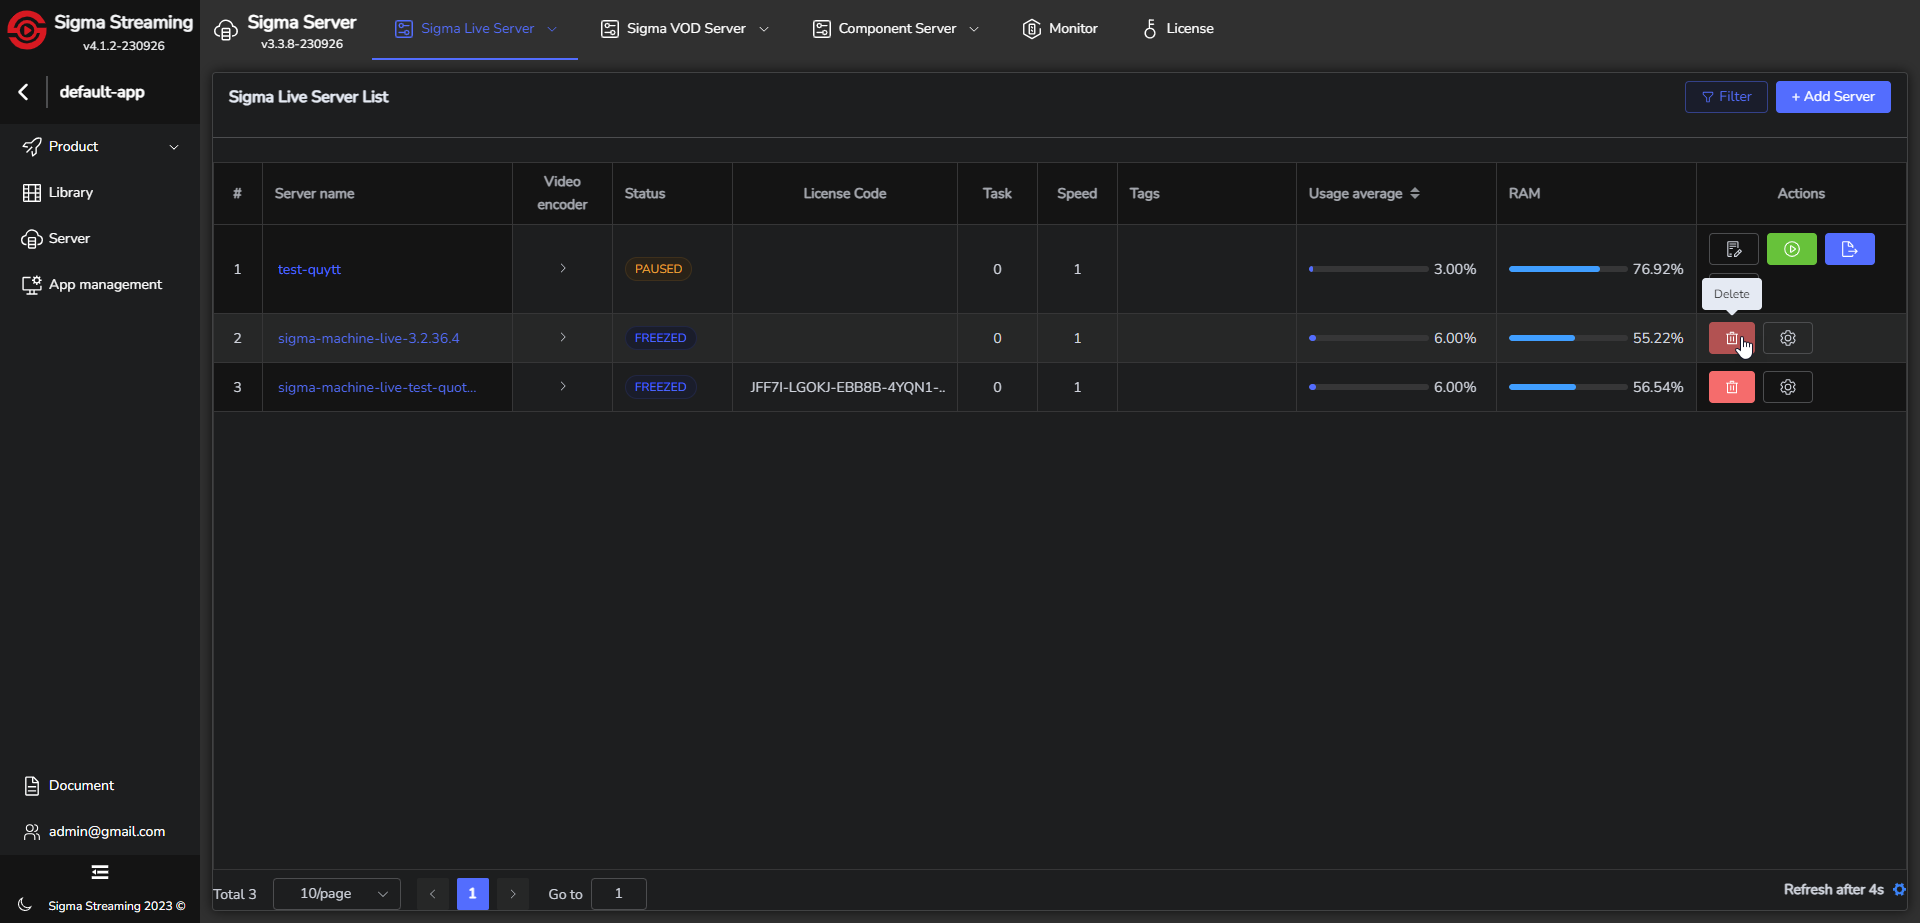 Sigma Streaming
v4.1.2-230926
default-app
Product
Library
Server
App management
Document
admin@gmail.com
Sigma Streaming 2023 ©
Sigma Server
v3.3.8-230926
Sigma Live Server
Sigma VOD Server
Component Server
Monitor
License
Sigma Live Server List
Filter
+ Add Server
# Server name Video encoder Status License Code Task Speed Tags Usage average RAM Actions
1 test-quytt PAUSED 0 1 3.00% 76.92%
Delete
2 sigma-machine-live-3.2.36.4 FREEZED 0 1 6.00% 55.22%
3 sigma-machine-live-test-quot... FREEZED JFF7I-LGOKJ-EBB8B-4YQN1-.. 0 1 6.00% 56.54%
Total 3 10/page 1 Go to 1
Refresh after 4s